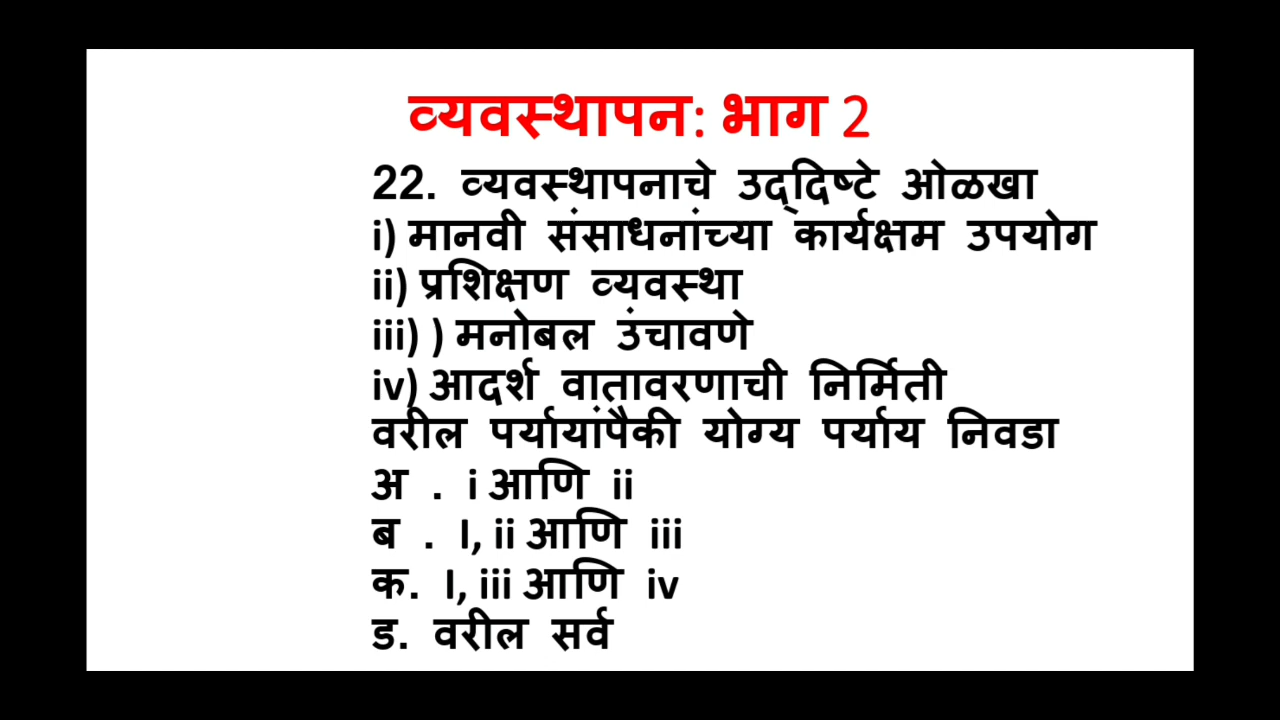 व्यवस्थापन: भाग 2
22. व्यवस्थापनाचे उद्दिष्टे ओळखा
i) मानवी संसाधनांच्या कार्यक्षम उपयोग
ii) प्रशिक्षण व्यवस्था
iii) ) मनोबल उंचावणे
iv) आदर्श वातावरणाची निर्मिती
वरील पर्यायांपैकी योग्य पर्याय निवडा
अ . i आणि ii
ब . I, ii आणि iii
क. I, iii आणि iv
ड. वरील सर्व